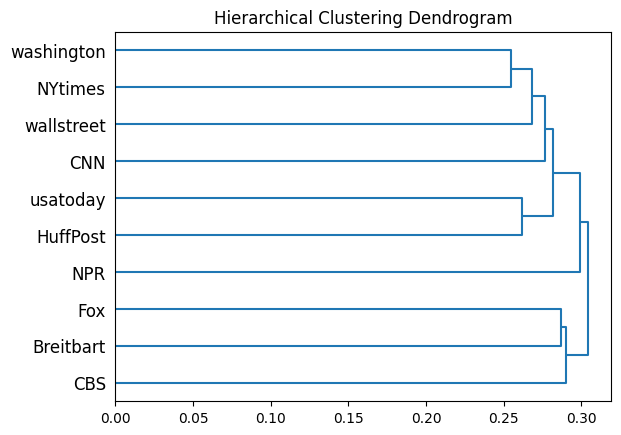 Hierarchical Clustering Dendrogram
washington
NYtimes
wallstreet
CNN
usatoday
HuffPost
NPR
Fox
Breitbart
CBS
0.00 0.05 0.10 0.15 0.20 0.25 0.30